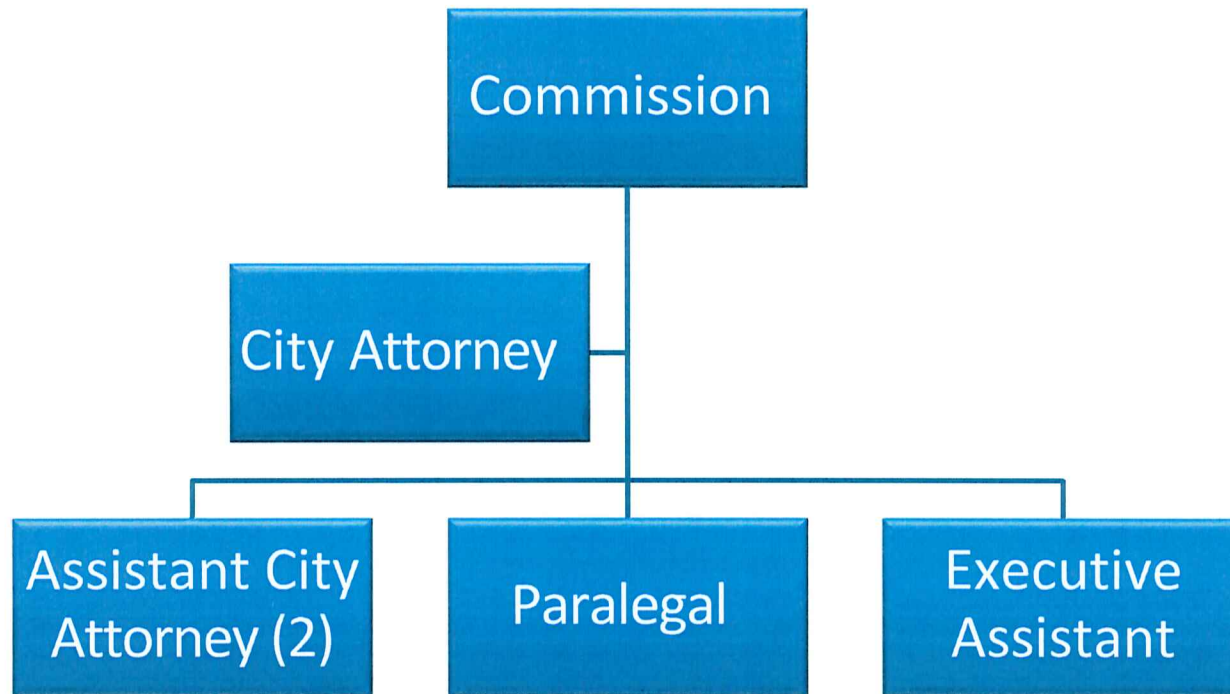 Commission
City Attorney
Assistant City
Attorney (2)
Paralegal
Executive
Assistant